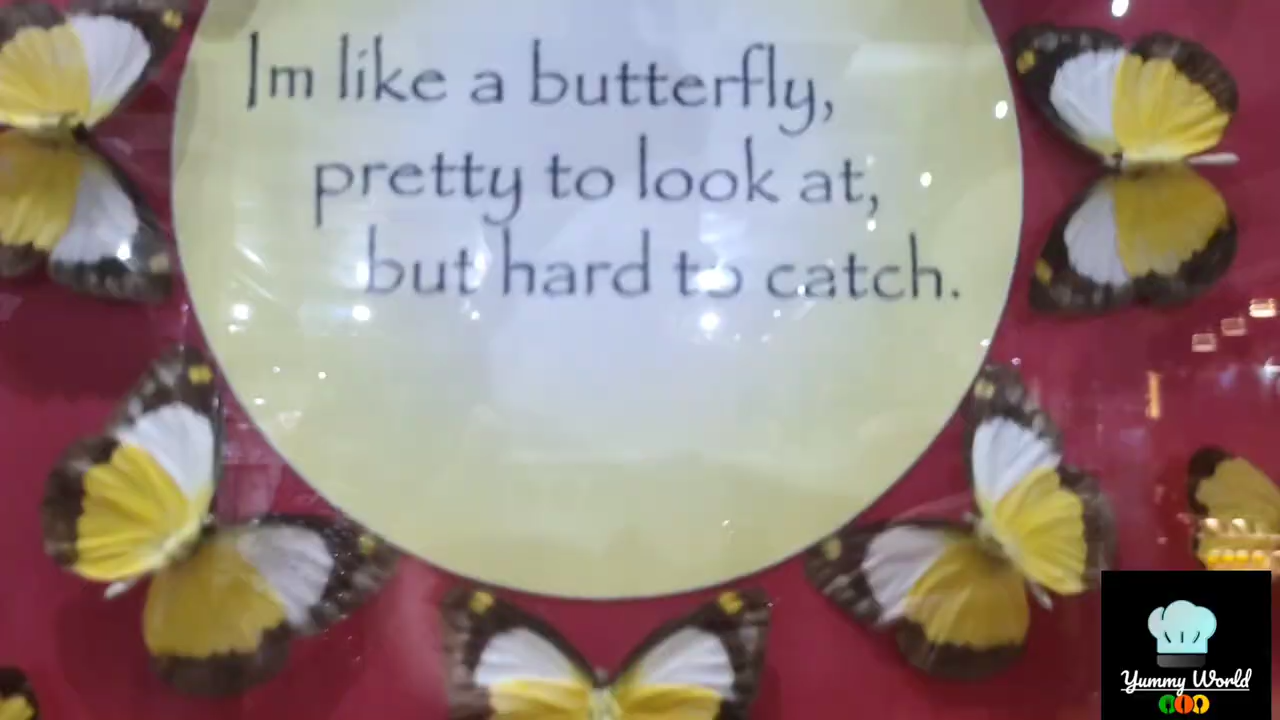 Im like a butterfly,
pretty to look at,
but hard to catch.
Yummy World